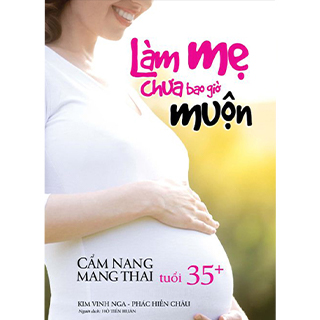 Làm mẹ
chưa bao giờ
muộn
CẨM NANG
MANG THAI tuổi 35+
KIM VINH NGA - PHÁC HIỀN CHÂU
Người dịch: HỒ TIẾN HUÂN